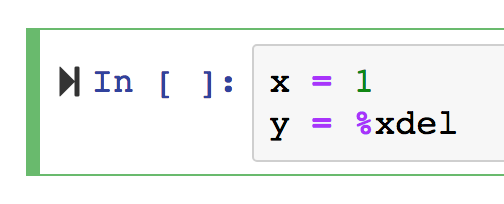 In [ ]: x = 1
y = %xdel